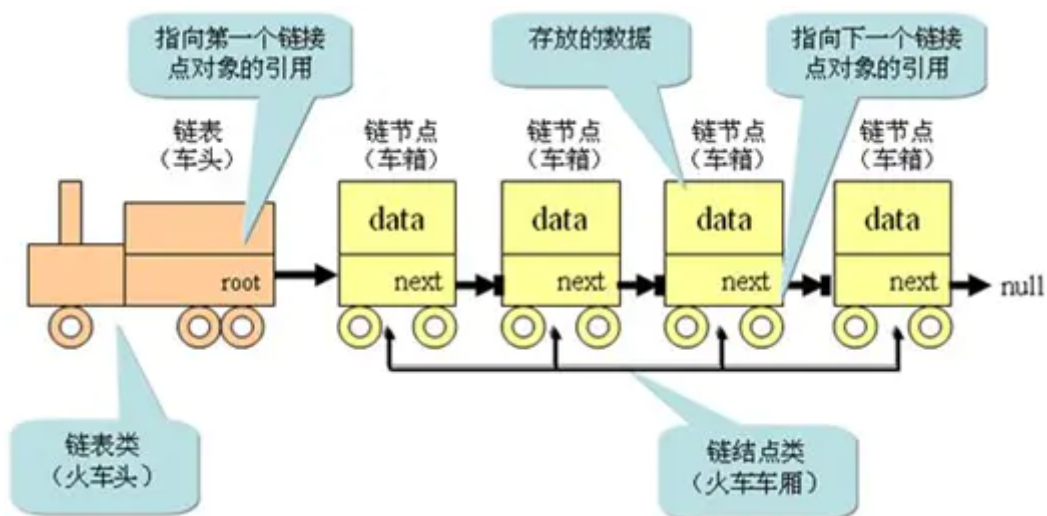 指向第一个链接
点对象的引用
存放的数据
指向下一个链接
点对象的引用
链表
（车头）
链节点
（车箱）
链节点
（车箱）
链节点
（车箱）
链节点
（车箱）
data
data
data
data
root
next
next
next
next
null
链表类
（火车头）
链结点类
（火车车厢）